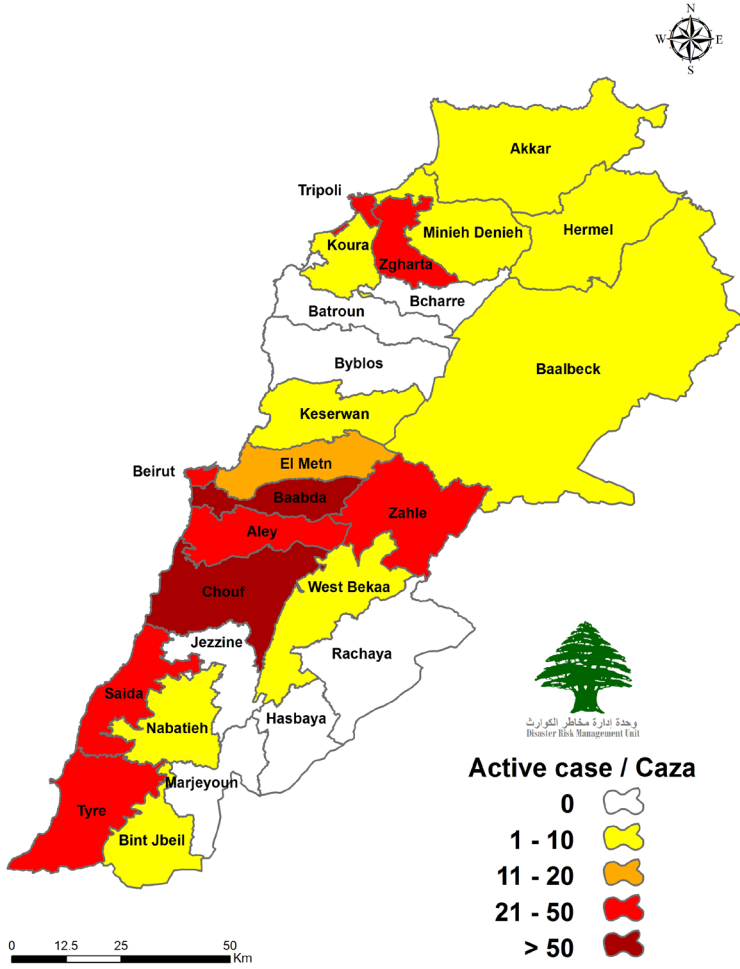 N
W E
S
Akkar
Tripoli
Minieh Denieh
Hermel
Koura
Zgharta
Bcharre
Batroun
Byblos
Baalbeck
Keserwan
El Metn
Beirut
Baabda
Zahle
Aley
Chouf
West Bekaa
Jezzine
Rachaya
Saida
Hasbaya
Nabatieh
Marjeyoun
Tyre
Bint Jbeil
وحدة إدارة مخاطر الكوارث
Disaster Risk Management Unit
Active case / Caza
0
1 - 10
11 - 20
21 - 50
> 50
0 12.5 25 50
Km